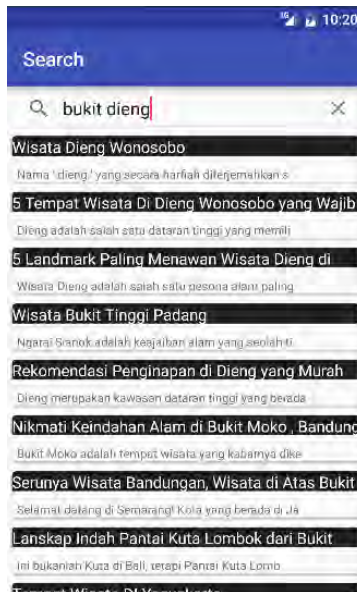 10:20
Search
bukit dieng
Wisata Dieng Wonosobo
Nama 'dieng' yang secara harfiah diterjemahkan s
5 Tempat Wisata Di Dieng Wonosobo yang Wajib
Dieng adalah salah satu dataran tinggi yang memili
5 Landmark Paling Menawan Wisata Dieng di
Wisata Dieng adalah salah satu pesona alam paling
Wisata Bukit Tinggi Padang
Ngarai Sianok adalah keajaiban alam yang seolah ti
Rekomendasi Penginapan di Dieng yang Murah
Dieng merupakan kawasan dataran tinggi yang berada
Nikmati Keindahan Alam di Bukit Moko , Bandung
Bukit Moko adalah tempat wisata yang kabarnya dike
Serunya Wisata Bandungan, Wisata di Atas Bukit
Selamat datang di Semarang! Kota yang berada di Ja
Lanskap Indah Pantai Kuta Lombok dari Bukit
Ini bukanlah Kuta di Bali, tetapi Pantai Kuta Lomb
Tempat Wisata Di Yogyakarta